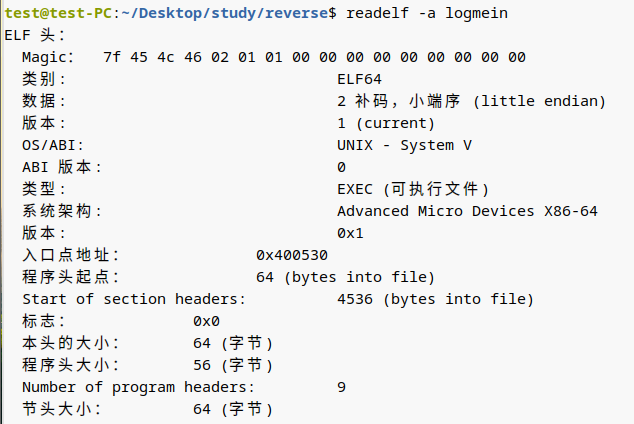 test@test-PC:~/Desktop/study/reverse$ readelf -a logmein
ELF 头：
Magic： 7f 45 4c 46 02 01 01 00 00 00 00 00 00 00 00 00
类别: ELF64
数据: 2 补码，小端序 (little endian)
版本: 1 (current)
OS/ABI: UNIX - System V
ABI 版本: 0
类型: EXEC (可执行文件)
系统架构: Advanced Micro Devices X86-64
版本: 0x1
入口点地址： 0x400530
程序头起点： 64 (bytes into file)
Start of section headers: 4536 (bytes into file)
标志： 0x0
本头的大小： 64 (字节)
程序头大小： 56 (字节)
Number of program headers: 9
节头大小： 64 (字节)